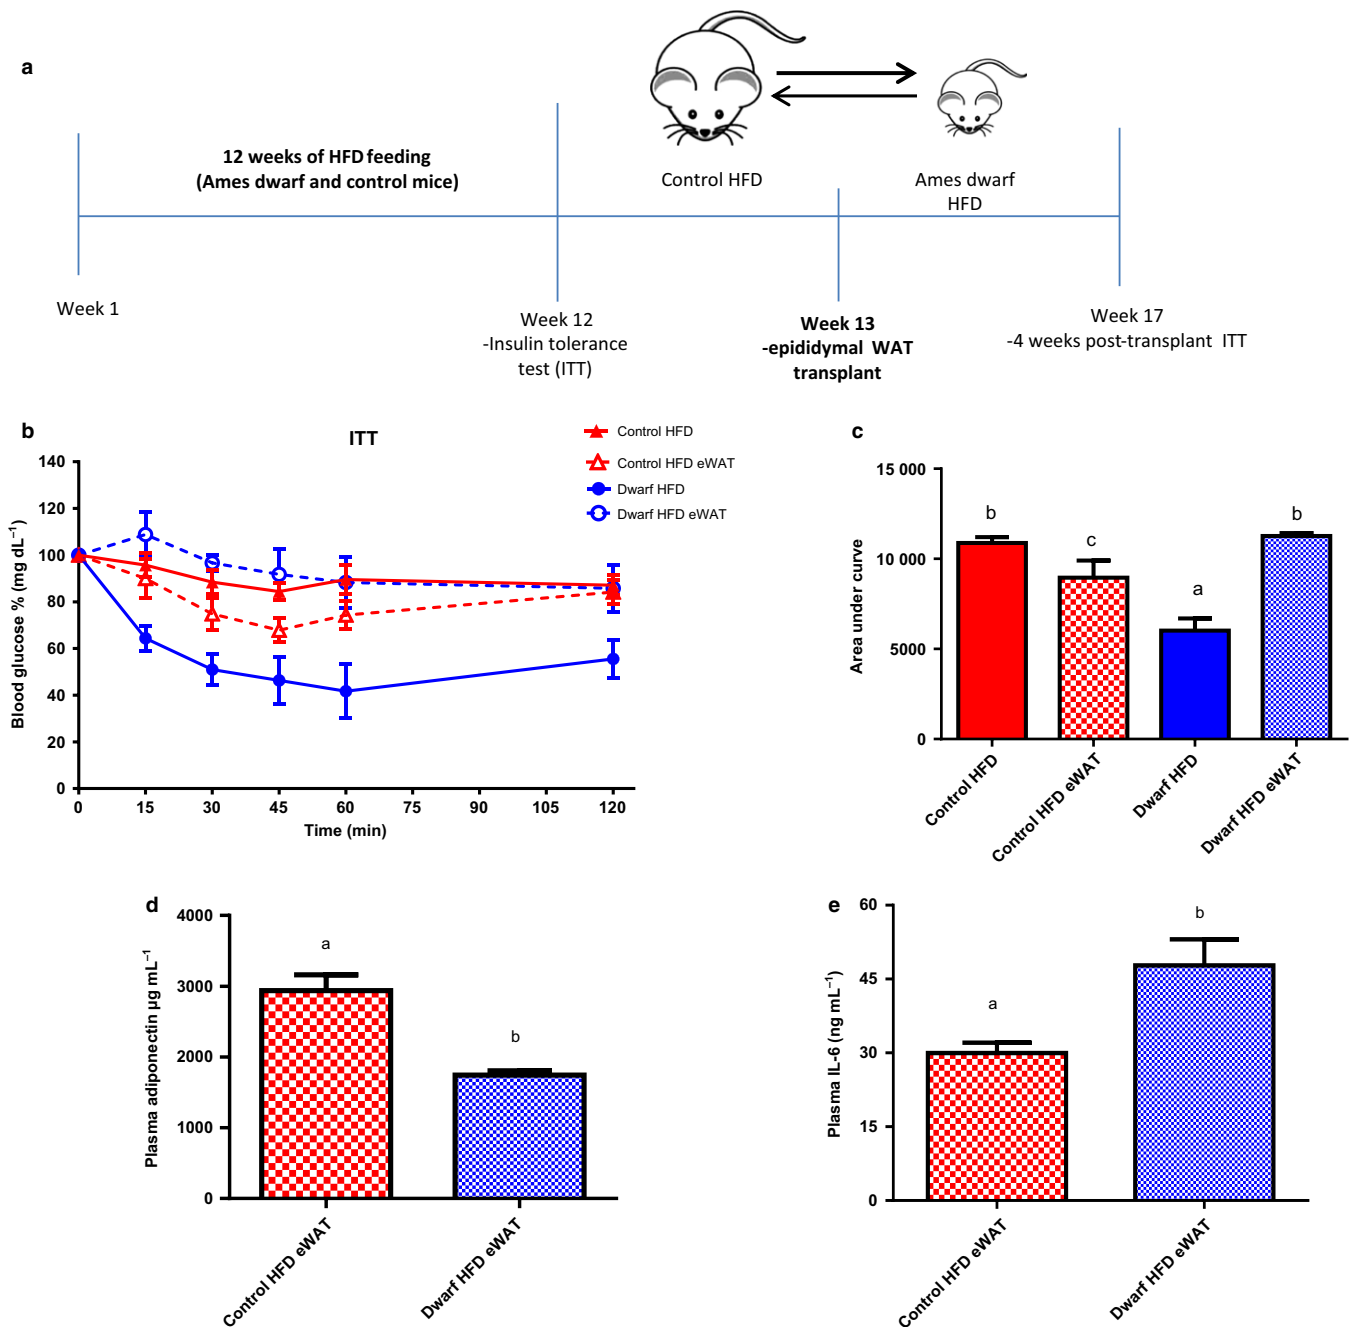 a
12 weeks of HFD feeding
(Ames dwarf and control mice)
Control HFD
Ames dwarf
HFD
Week 1
Week 12
-Insulin tolerance
test (ITT)
Week 13
-epididymal WAT
transplant
Week 17
-4 weeks post-transplant ITT
b
ITT
Control HFD
Control HFD eWAT
Dwarf HFD
Dwarf HFD eWAT
Blood glucose % (mg dL⁻¹)
140
120
100
80
60
40
20
0
0 15 30 45 60 75 90 105 120
Time (min)
c
Area under curve
15 000
10 000
5000
0
b
c
a
b
Control HFD
Control HFD eWAT
Dwarf HFD
Dwarf HFD eWAT
d
Plasma adiponectin µg mL⁻¹
4000
3000
2000
1000
0
a
b
Control HFD eWAT
Dwarf HFD eWAT
e
Plasma IL-6 (ng mL⁻¹)
60
45
30
15
0
a
b
Control HFD eWAT
Dwarf HFD eWAT